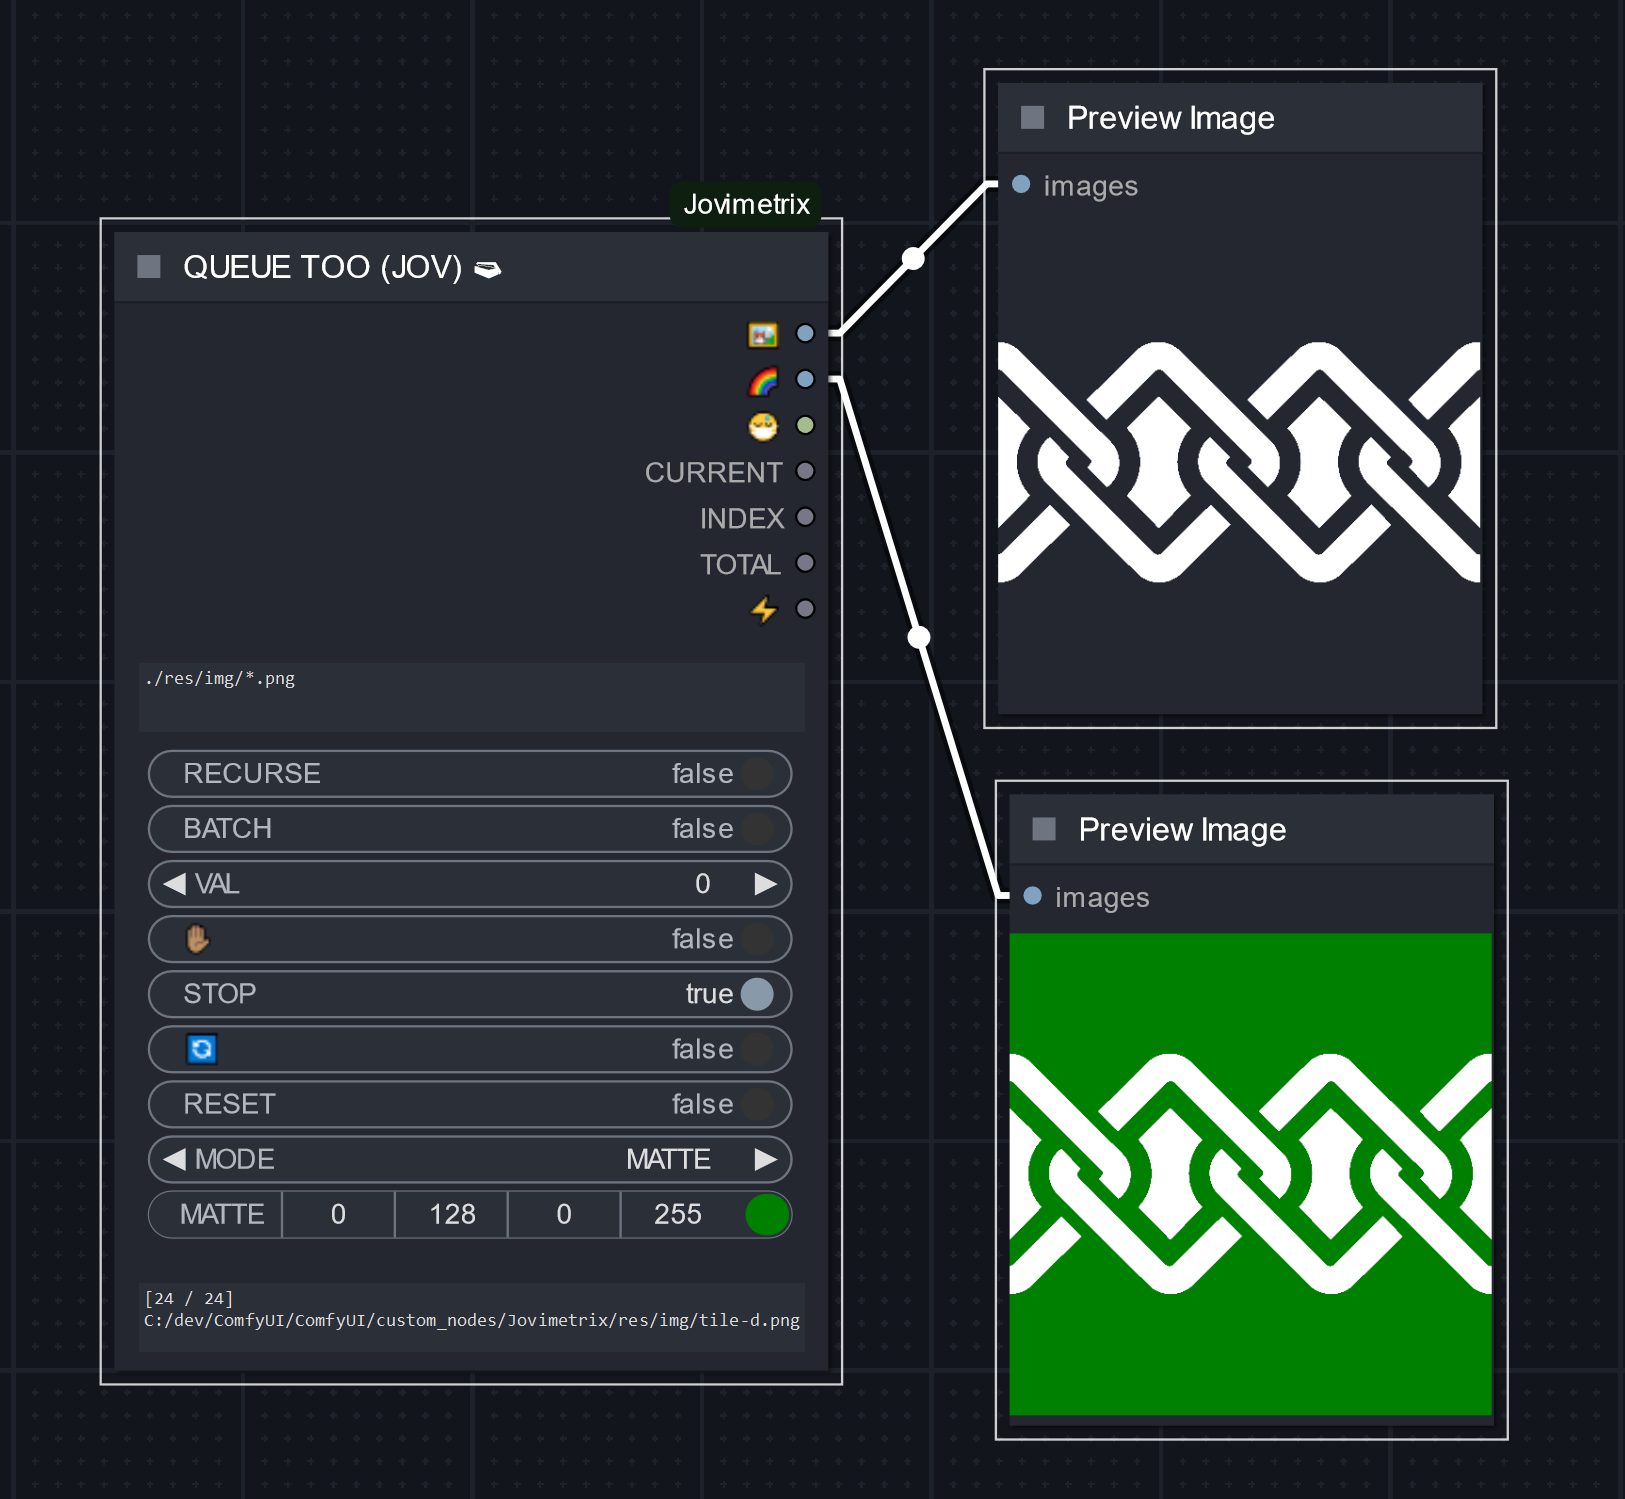 Jovimetrix
QUEUE TOO (JOV)
CURRENT
INDEX
TOTAL
./res/img/*.png
RECURSE false
BATCH false
VAL 0
false
STOP true
false
RESET false
MODE MATTE
MATTE 0 128 0 255
[24 / 24]
C:/dev/ComfyUI/ComfyUI/custom_nodes/Jovimetrix/res/img/tile-d.png
Preview Image
images
Preview Image
images